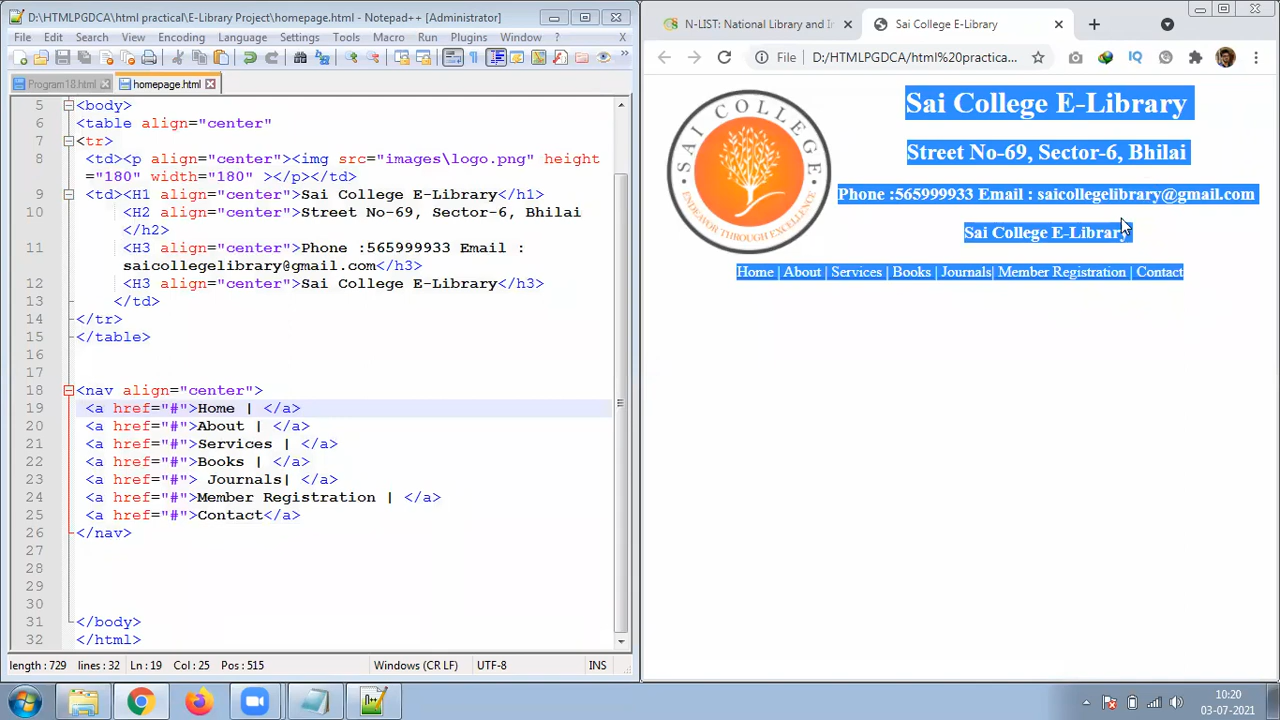 D:\HTMLPGDCA\html practical\E-Library Project\homepage.html - Notepad++ [Administrator]
File Edit Search View Encoding Language Settings Tools Macro Run Plugins Window ? X
Program18.html homepage.html
5 <body>
6 <table align="center"
7 <tr>
8 <td><p align="center"><img src="images\logo.png" height
="180" width="180" ></p></td>
9 <td><H1 align="center">Sai College E-Library</h1>
10 <H2 align="center">Street No-69, Sector-6, Bhilai
</h2>
11 <H3 align="center">Phone :565999933 Email :
saicollegelibrary@gmail.com</h3>
12 <H3 align="center">Sai College E-Library</h3>
13 </td>
14 </tr>
15 </table>
16
17
18 <nav align="center">
19 <a href="#">Home | </a>
20 <a href="#">About | </a>
21 <a href="#">Services | </a>
22 <a href="#">Books | </a>
23 <a href="#"> Journals| </a>
24 <a href="#">Member Registration | </a>
25 <a href="#">Contact</a>
26 </nav>
27
28
29
30
31 </body>
32 </html>
length : 729 lines : 32 Ln : 19 Col : 25 Pos : 515 Windows (CR LF) UTF-8 INS
N-LIST: National Library and In Sai College E-Library
File D:/HTMLPGDCA/html%20practica... IQ
SAI COLLEGE
ENDEAVOR THROUGH EXCELLENCE
Sai College E-Library
Street No-69, Sector-6, Bhilai
Phone :565999933 Email : saicollegelibrary@gmail.com
Sai College E-Library
Home | About | Services | Books | Journals| Member Registration | Contact
10:20
03-07-2021